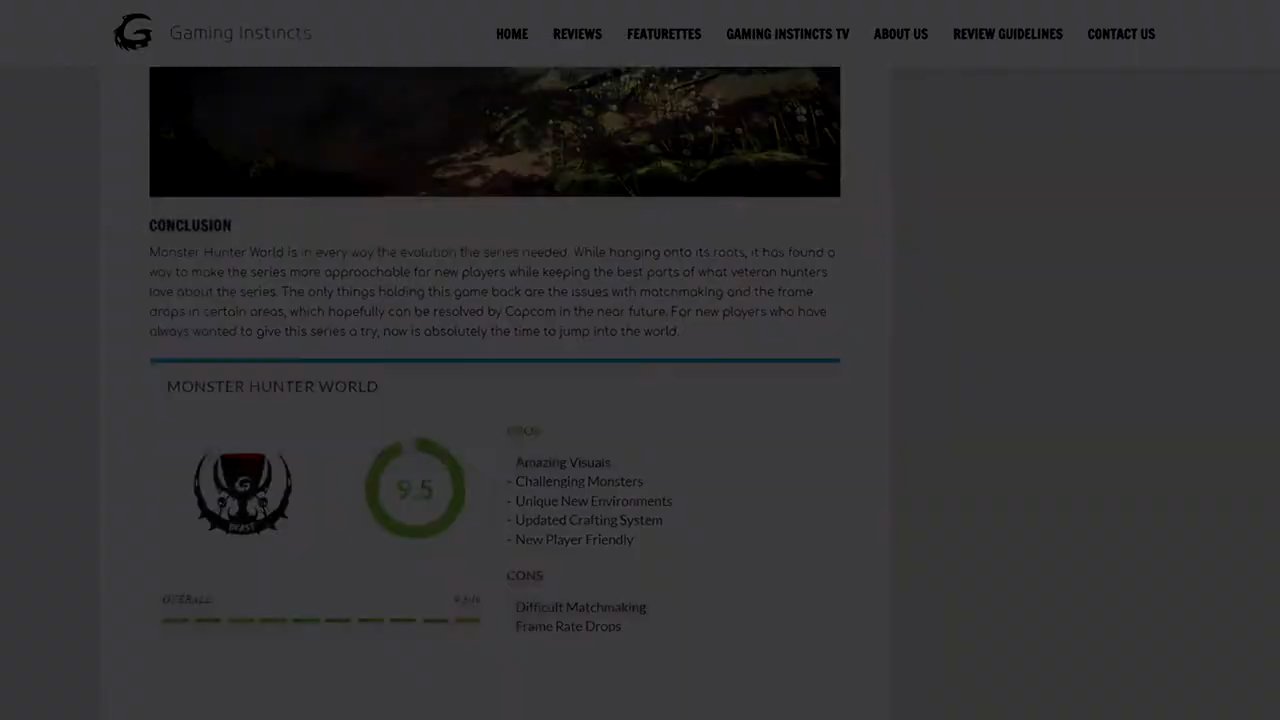 Gaming Instincts
HOME REVIEWS FEATURETTES GAMING INSTINCTS TV ABOUT US REVIEW GUIDELINES CONTACT US
CONCLUSION
Monster Hunter World is in every way the evolution the series needed. While hanging onto its roots, it has found a
way to make the series more approachable for new players while keeping the best parts of what veteran hunters
love about the series. The only things holding this game back are the issues with matchmaking and the frame
drops in certain areas, which hopefully can be resolved by Capcom in the near future. For new players who have
always wanted to give this series a try, now is absolutely the time to jump into the world.
MONSTER HUNTER WORLD
BEAST
9.5
OVERALL
PROS
Amazing Visuals
- Challenging Monsters
- Unique New Environments
- Updated Crafting System
- New Player Friendly
CONS
Difficult Matchmaking
Frame Rate Drops